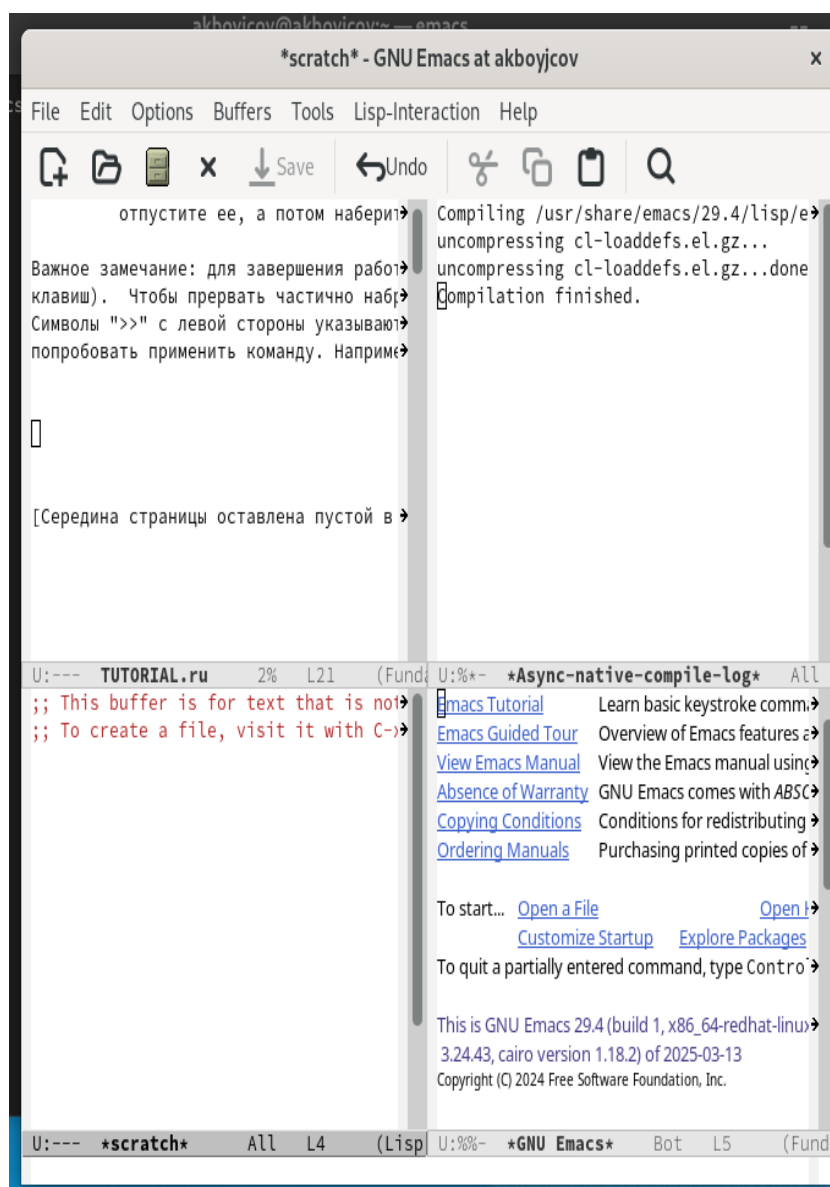 akbovicov@akbovicov:~ — emacs
*scratch* - GNU Emacs at akboyjcov
×
File Edit Options Buffers Tools Lisp-Interaction Help
Save Undo
отпустите ее, а потом наберит
Важное замечание: для завершения работ
клавиш). Чтобы прервать частично набр
Символы ">>" с левой стороны указывают
попробовать применить команду. Наприме
[Середина страницы оставлена пустой в
U:--- TUTORIAL.ru 2% L21 (Funda
Compiling /usr/share/emacs/29.4/lisp/e
uncompressing cl-loaddefs.el.gz...
uncompressing cl-loaddefs.el.gz...done
Compilation finished.
U:%*- *Async-native-compile-log* All
;; This buffer is for text that is not
;; To create a file, visit it with C-x
U:--- *scratch* All L4 (Lisp
Emacs Tutorial Learn basic keystroke comma
Emacs Guided Tour Overview of Emacs features a
View Emacs Manual View the Emacs manual using
Absence of Warranty GNU Emacs comes with ABSO
Copying Conditions Conditions for redistributing
Ordering Manuals Purchasing printed copies of
To start... Open a File Open H
Customize Startup Explore Packages
To quit a partially entered command, type Control
This is GNU Emacs 29.4 (build 1, x86_64-redhat-linux
3.24.43, cairo version 1.18.2) of 2025-03-13
Copyright (C) 2024 Free Software Foundation, Inc.
U:%%- *GNU Emacs* Bot L5 (Fund